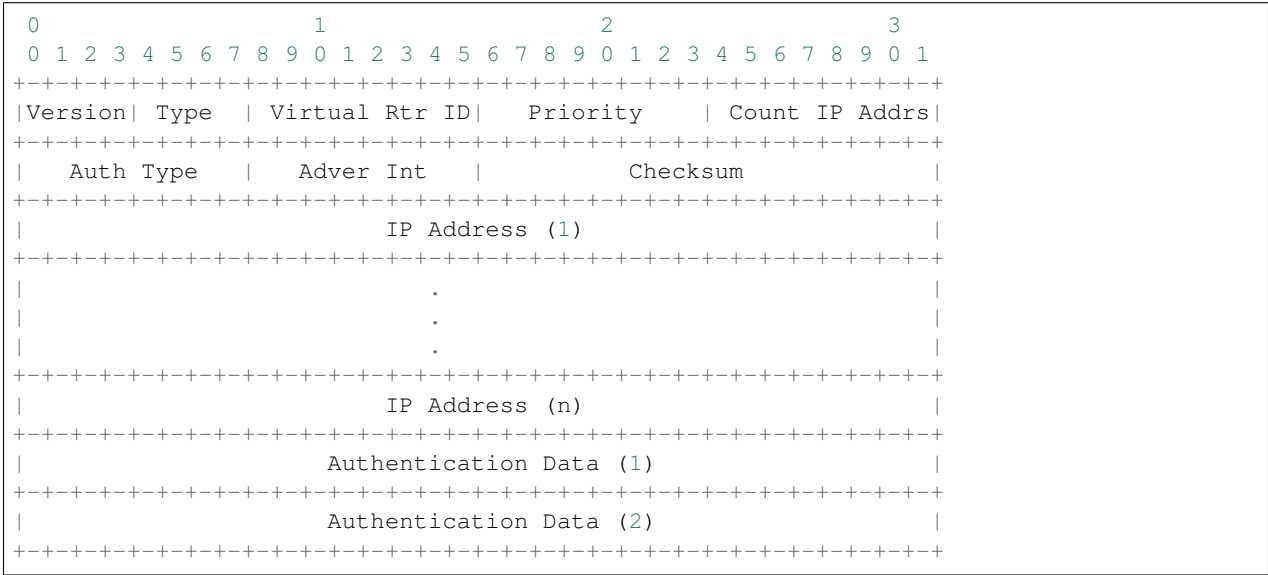 0                   1                   2                   3
 0 1 2 3 4 5 6 7 8 9 0 1 2 3 4 5 6 7 8 9 0 1 2 3 4 5 6 7 8 9 0 1
+-+-+-+-+-+-+-+-+-+-+-+-+-+-+-+-+-+-+-+-+-+-+-+-+-+-+-+-+-+-+-+-+
|Version| Type  | Virtual Rtr ID|   Priority    | Count IP Addrs|
+-+-+-+-+-+-+-+-+-+-+-+-+-+-+-+-+-+-+-+-+-+-+-+-+-+-+-+-+-+-+-+-+
|   Auth Type   |   Adver Int   |          Checksum             |
+-+-+-+-+-+-+-+-+-+-+-+-+-+-+-+-+-+-+-+-+-+-+-+-+-+-+-+-+-+-+-+-+
|                         IP Address (1)                        |
+-+-+-+-+-+-+-+-+-+-+-+-+-+-+-+-+-+-+-+-+-+-+-+-+-+-+-+-+-+-+-+-+
|                            .                                  |
|                            .                                  |
|                            .                                  |
+-+-+-+-+-+-+-+-+-+-+-+-+-+-+-+-+-+-+-+-+-+-+-+-+-+-+-+-+-+-+-+-+
|                         IP Address (n)                        |
+-+-+-+-+-+-+-+-+-+-+-+-+-+-+-+-+-+-+-+-+-+-+-+-+-+-+-+-+-+-+-+-+
|                     Authentication Data (1)                   |
+-+-+-+-+-+-+-+-+-+-+-+-+-+-+-+-+-+-+-+-+-+-+-+-+-+-+-+-+-+-+-+-+
|                     Authentication Data (2)                   |
+-+-+-+-+-+-+-+-+-+-+-+-+-+-+-+-+-+-+-+-+-+-+-+-+-+-+-+-+-+-+-+-+